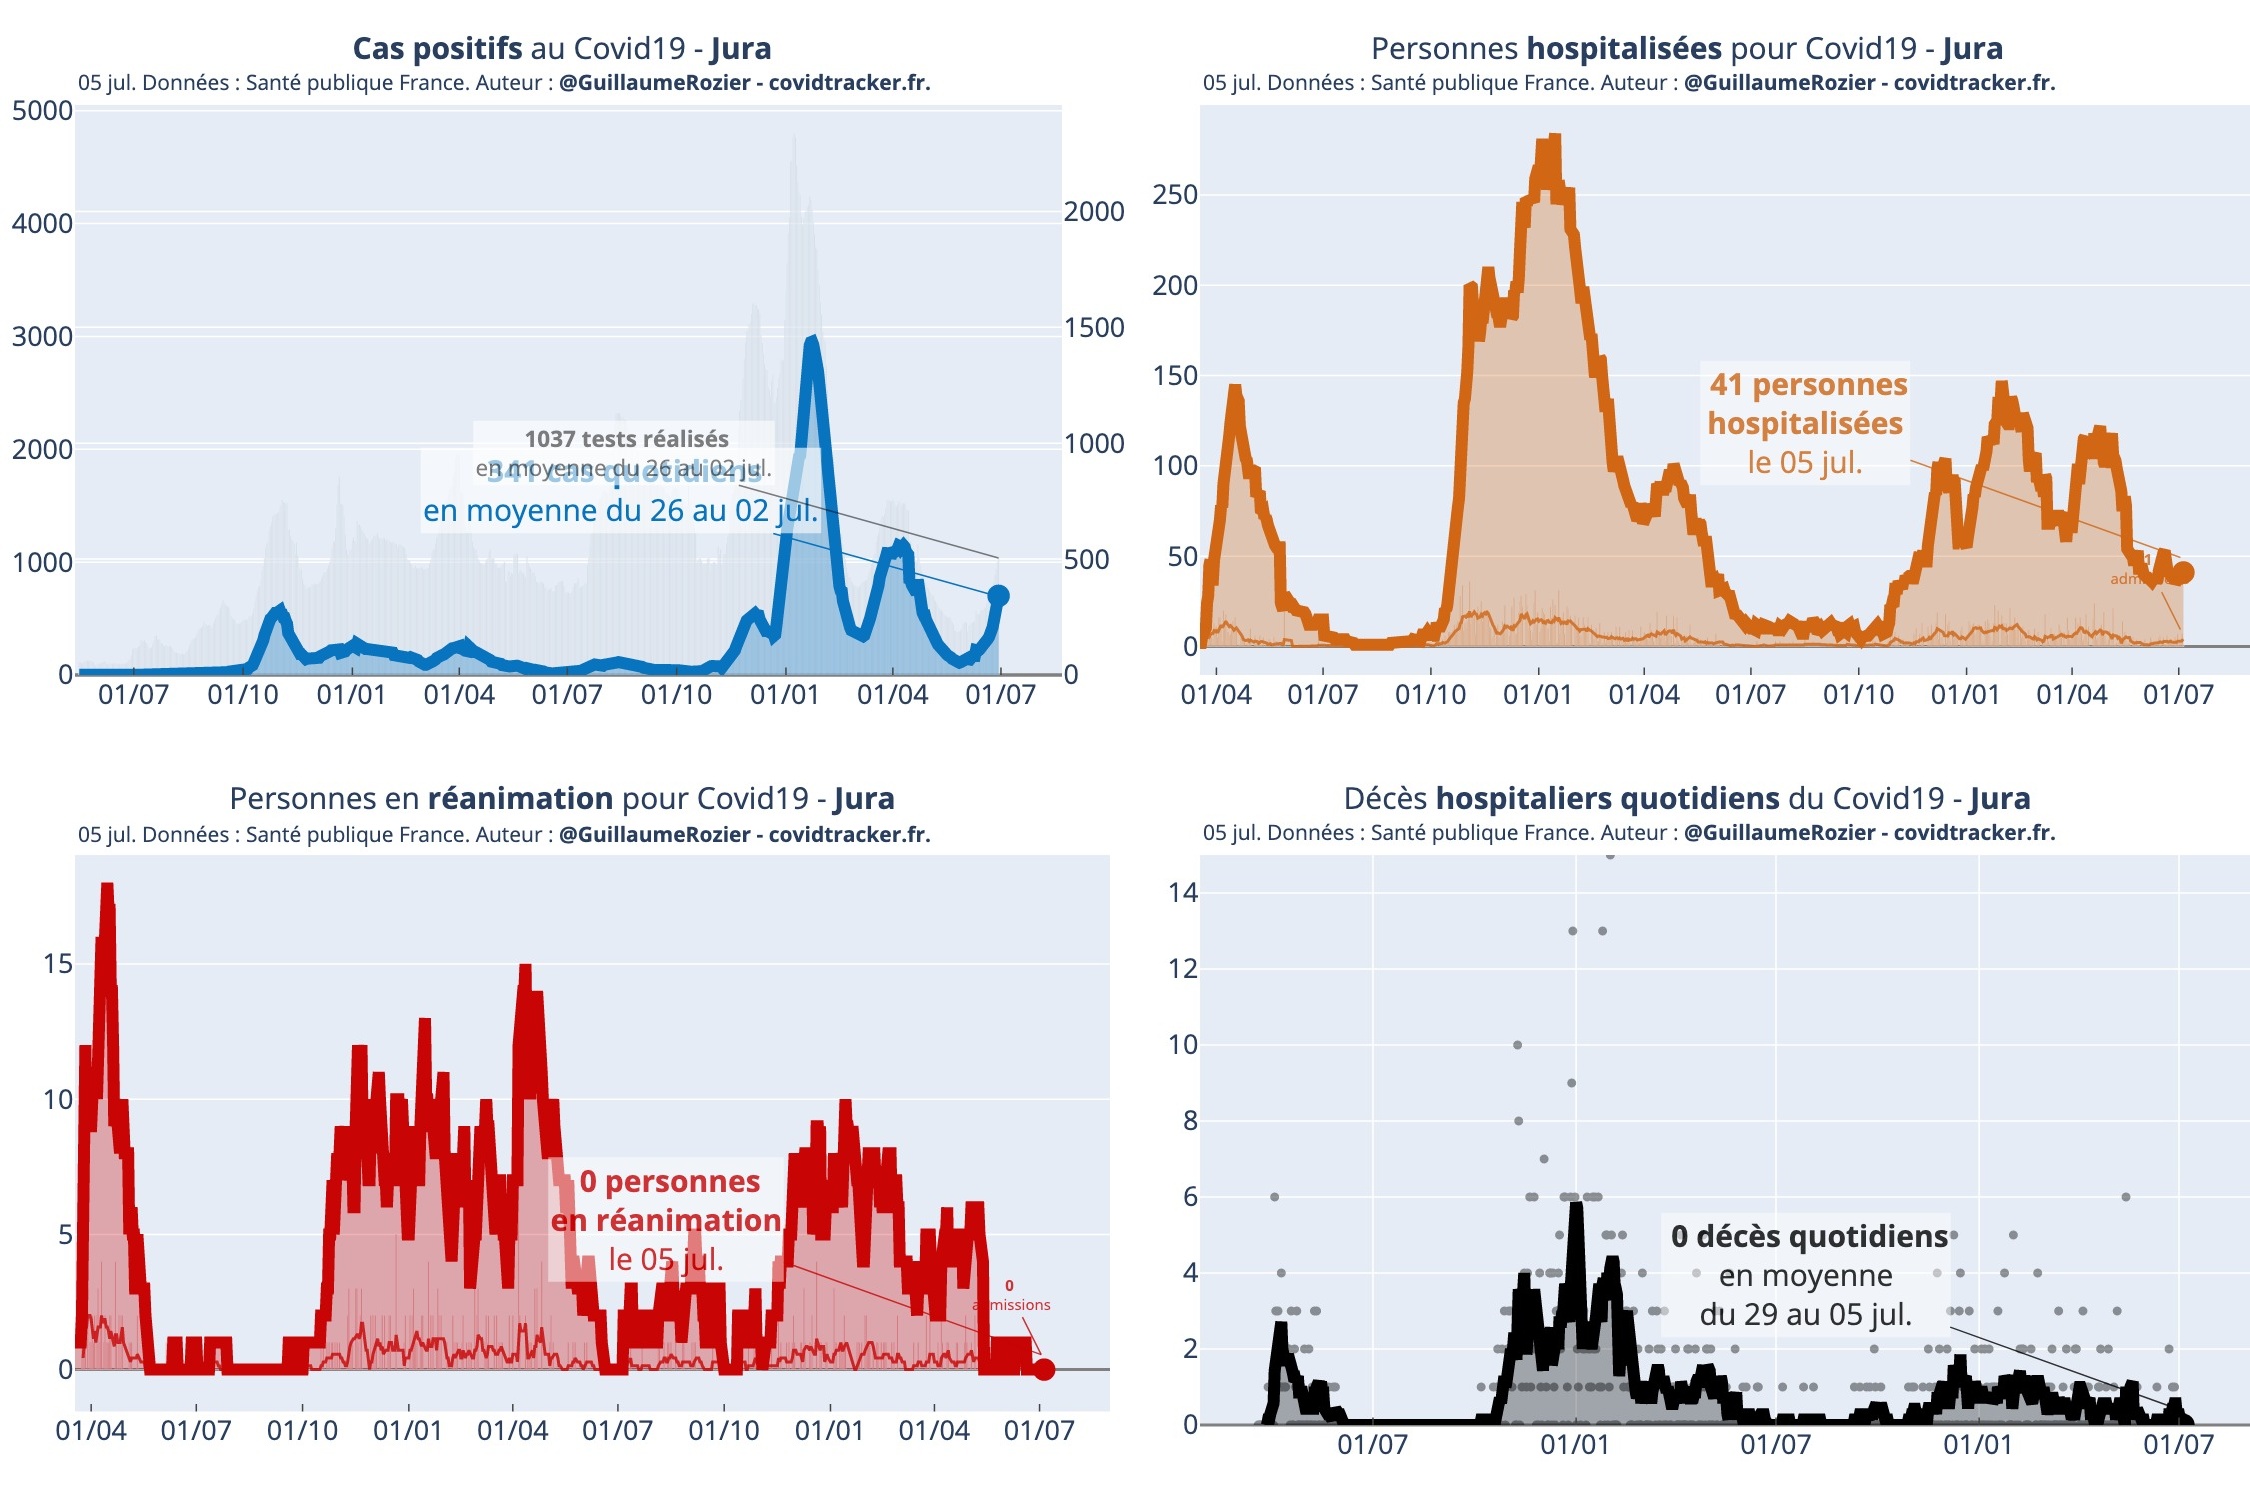 Cas positifs au Covid19 - Jura
05 jul. Données : Santé publique France. Auteur : @GuillaumeRozier - covidtracker.fr.
5000
4000
3000
2000
1000
0
2000
1500
1000
500
0
1037 tests réalisés
en moyenne du 26 au 02 jul.
341 cas quotidiens
en moyenne du 26 au 02 jul.
01/07 01/10 01/01 01/04 01/07 01/10 01/01 01/04 01/07
Personnes hospitalisées pour Covid19 - Jura
05 jul. Données : Santé publique France. Auteur : @GuillaumeRozier - covidtracker.fr.
250
200
150
100
50
0
41 personnes
hospitalisées
le 05 jul.
01/04 01/07 01/10 01/01 01/04 01/07 01/10 01/01 01/04 01/07
Personnes en réanimation pour Covid19 - Jura
05 jul. Données : Santé publique France. Auteur : @GuillaumeRozier - covidtracker.fr.
15
10
5
0
0 personnes
en réanimation
le 05 jul.
0
admissions
01/04 01/07 01/10 01/01 01/04 01/07 01/10 01/01 01/04 01/07
Décès hospitaliers quotidiens du Covid19 - Jura
05 jul. Données : Santé publique France. Auteur : @GuillaumeRozier - covidtracker.fr.
14
12
10
8
6
4
2
0
0 décès quotidiens
en moyenne
du 29 au 05 jul.
01/07 01/01 01/07 01/01 01/07